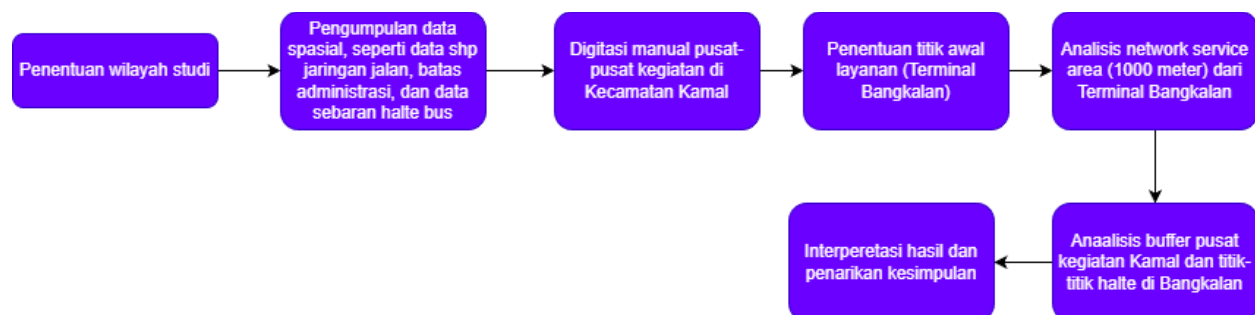 Penentuan wilayah studi
Pengumpulan data
spasial, seperti data shp
jaringan jalan, batas
administrasi, dan data
sebaran halte bus
Digitasi manual pusat-
pusat kegiatan di
Kecamatan Kamal
Penentuan titik awal
layanan (Terminal
Bangkalan)
Analisis network service
area (1000 meter) dari
Terminal Bangkalan
Anaalisis buffer pusat
kegiatan Kamal dan titik-
titik halte di Bangkalan
Interperetasi hasil dan
penarikan kesimpulan